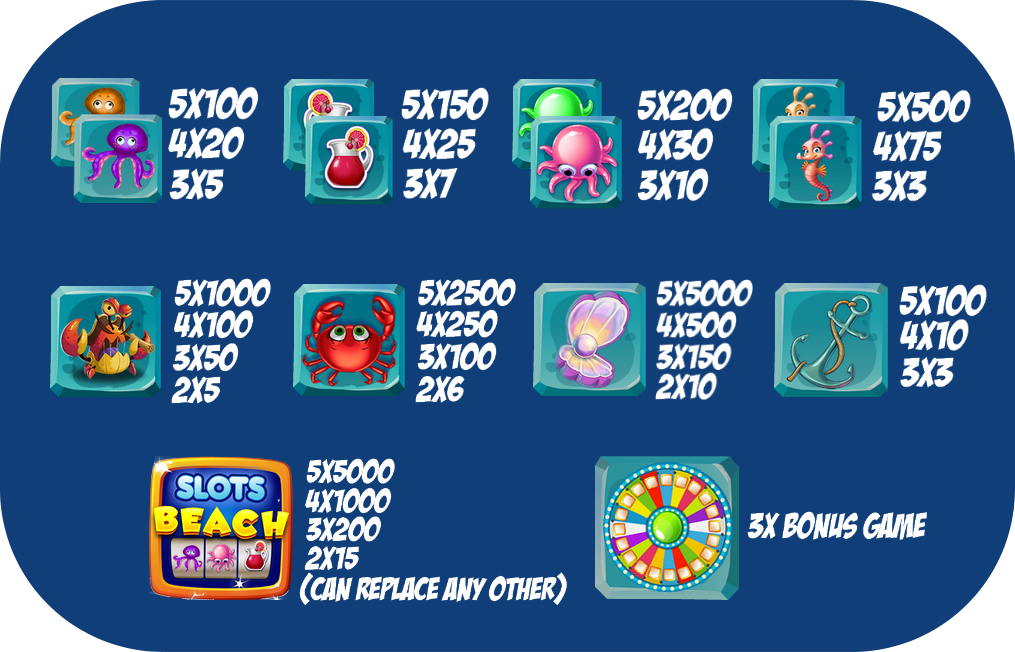 5X100
4X20
3X5
5X150
4X25
3X7
5X200
4X30
3X10
5X500
4X75
3X3
5X1000
4X100
3X50
2X5
5X2500
4X250
3X100
2X6
5X5000
4X500
3X150
2X10
5X100
4X10
3X3
SLOTS
BEACH
5X5000
4X1000
3X200
2X15
(CAN REPLACE ANY OTHER)
3X BONUS GAME